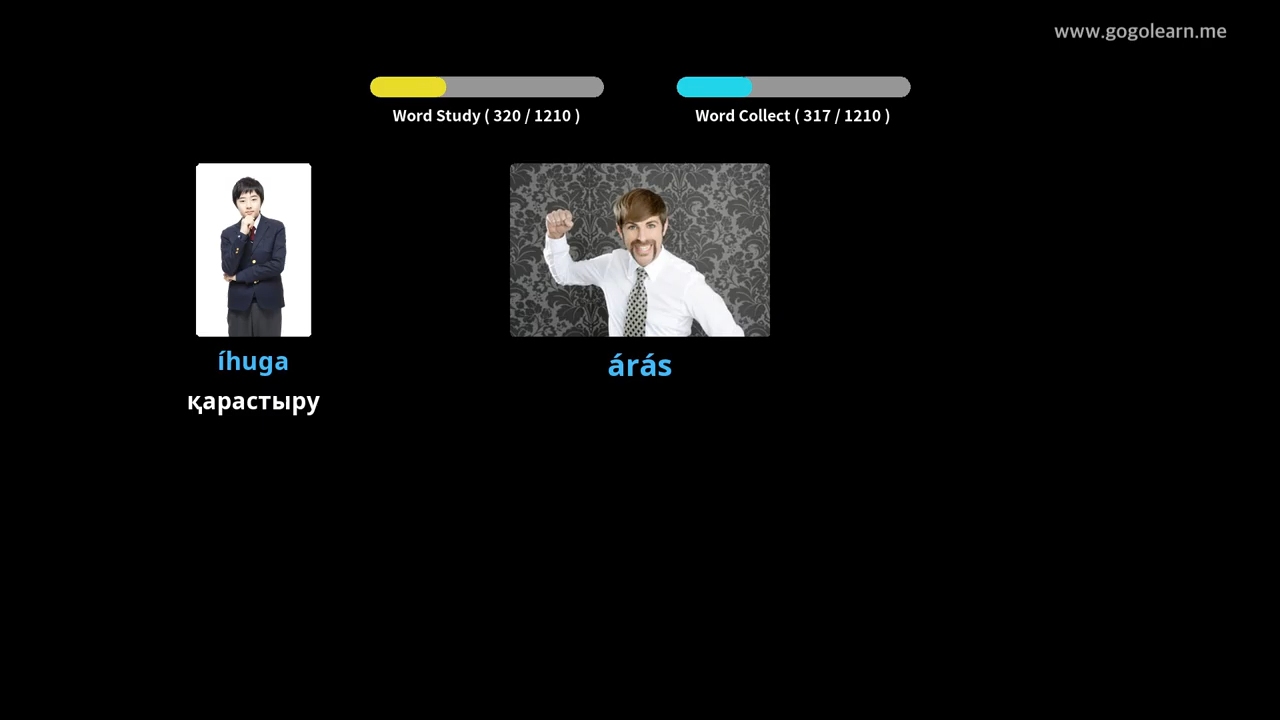 www.gogolearn.me
Word Study ( 320 / 1210 )
Word Collect ( 317 / 1210 )
íhuga
қарастыру
árás